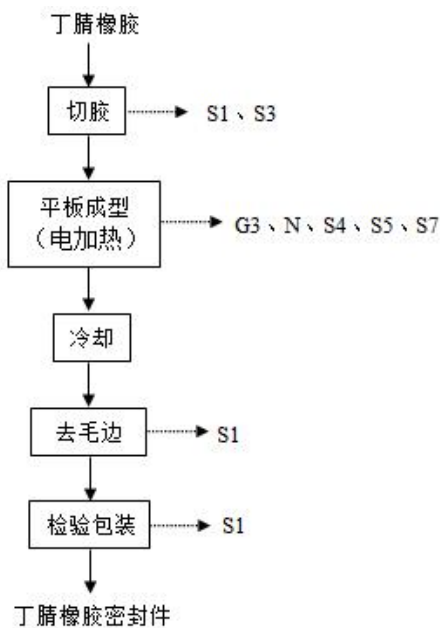 丁腈橡胶
切胶
S1、S3
平板成型
（电加热）
G3、N、S4、S5、S7
冷却
去毛边
S1
检验包装
S1
丁腈橡胶密封件